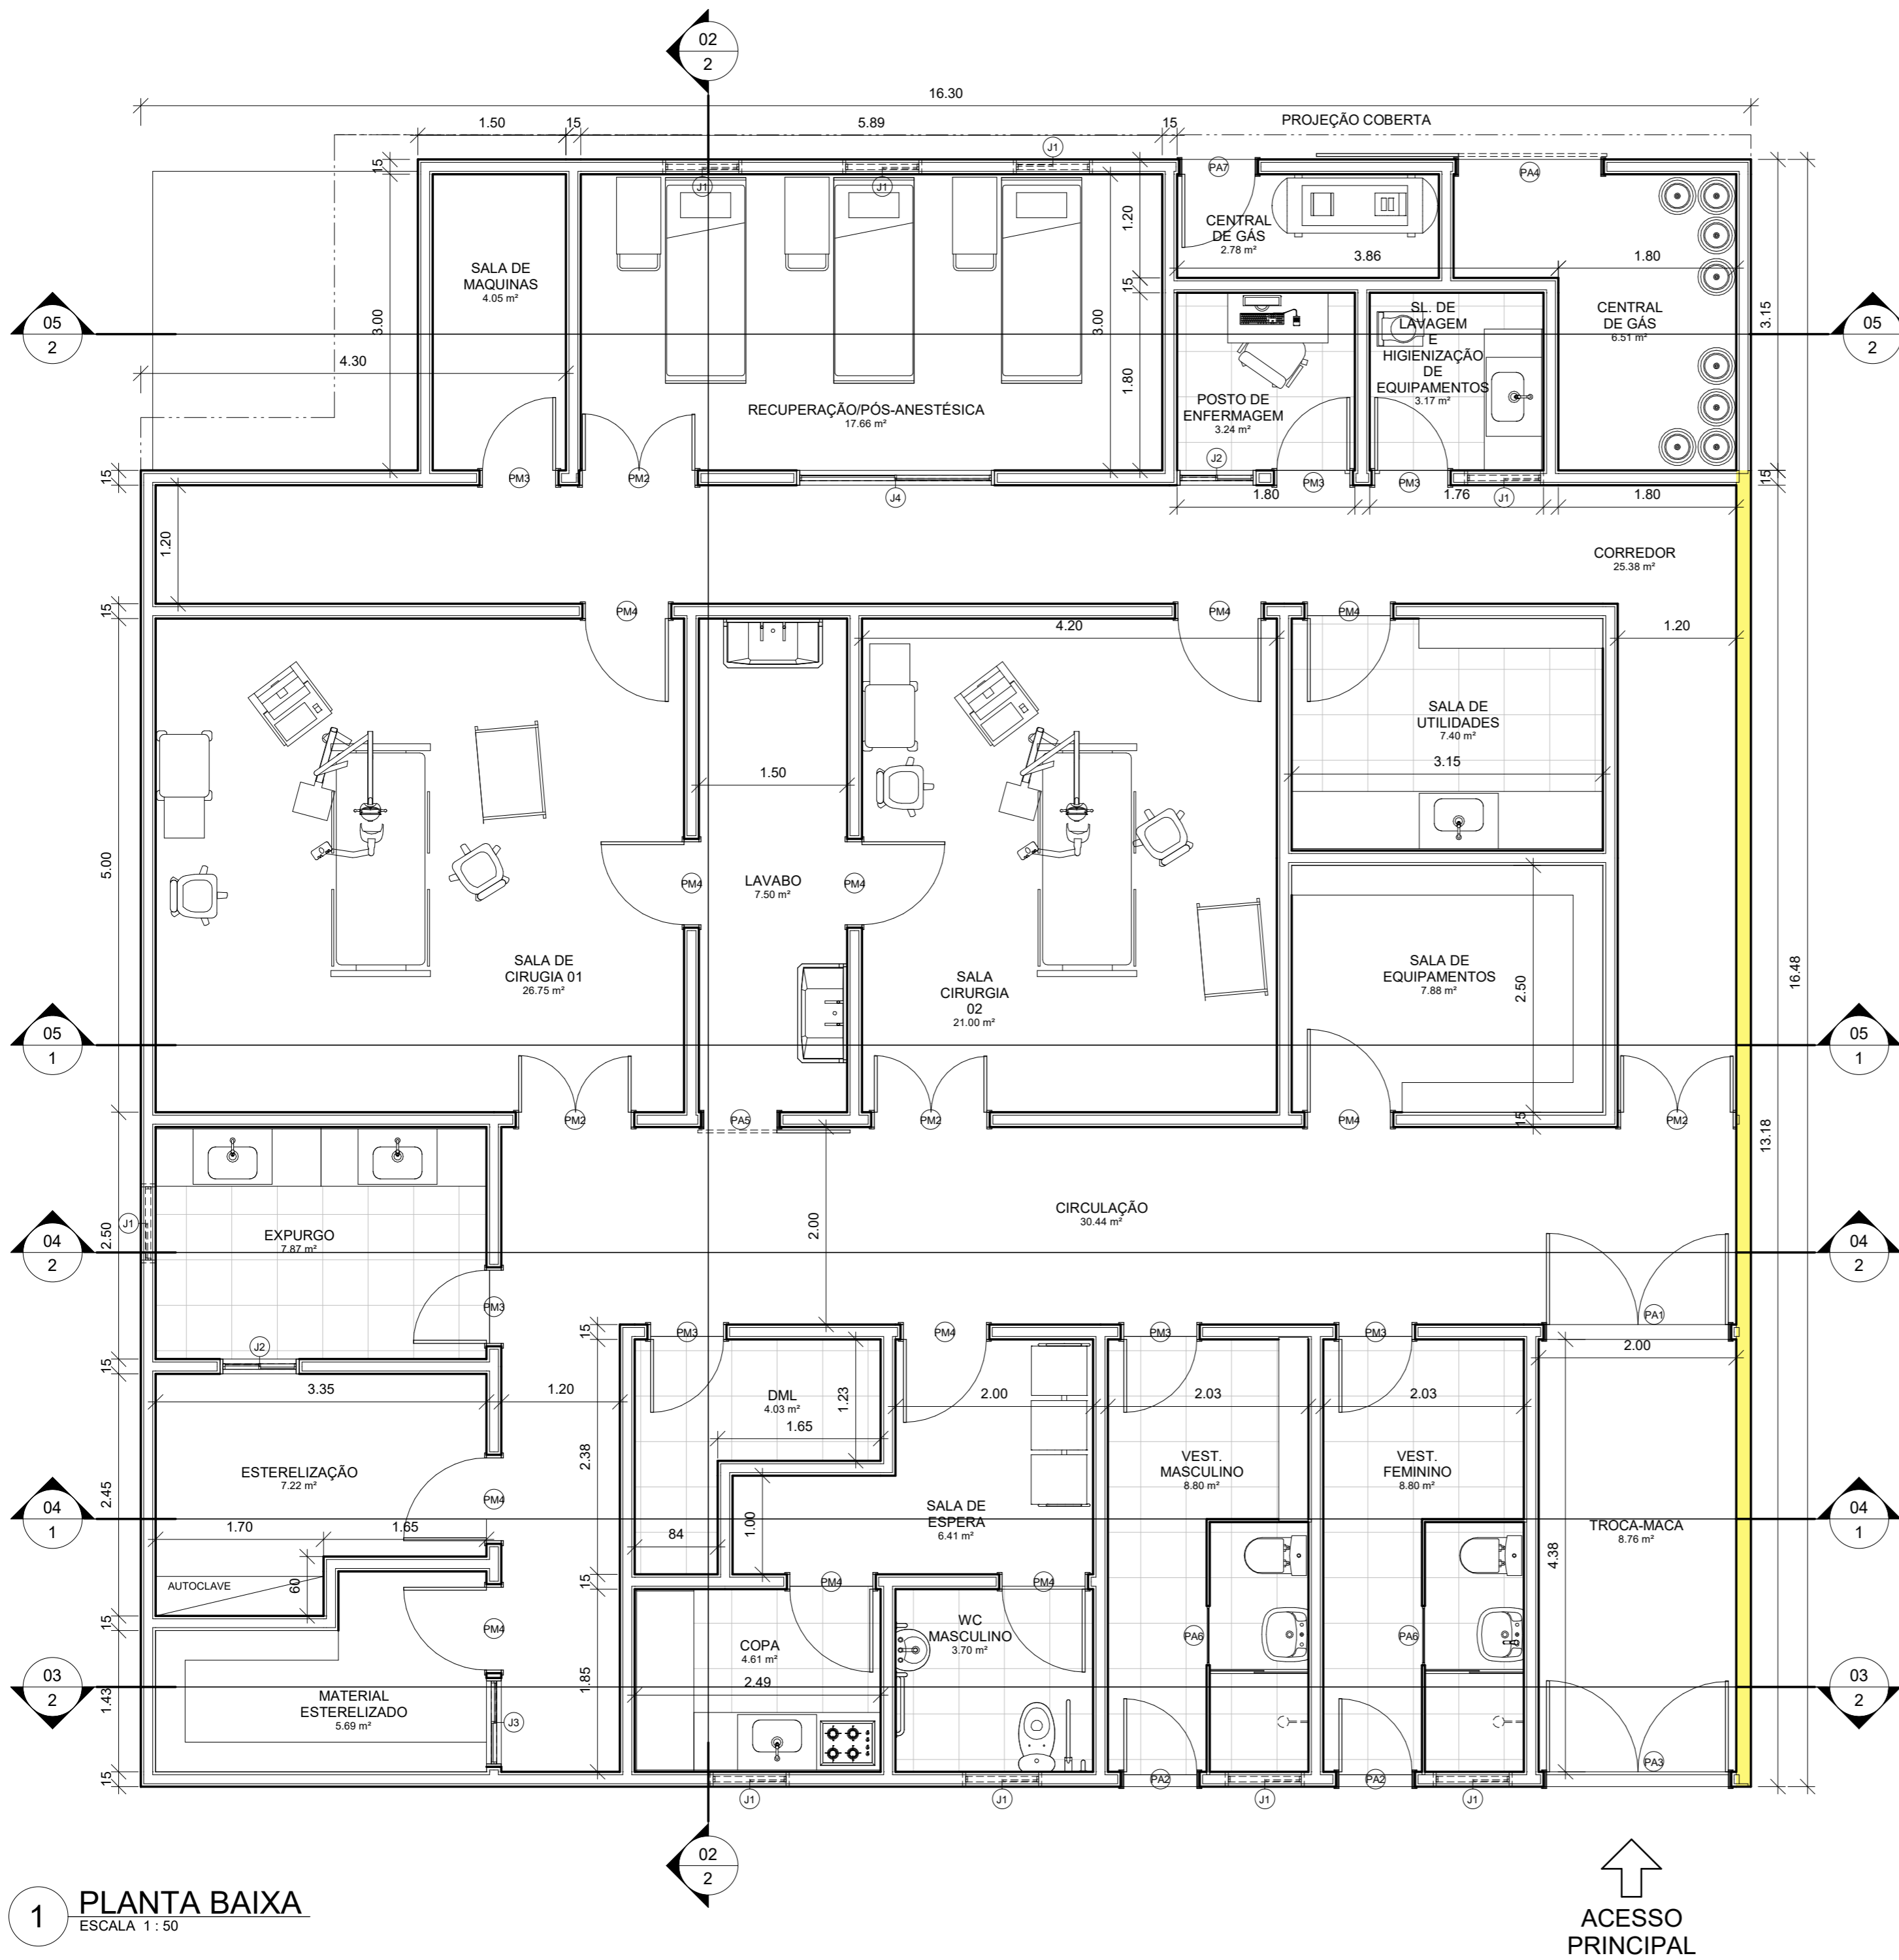 02
2
16.30
1.50
15
5.89
15
PROJEÇÃO COBERTA
J1
15
J1
J1
PA7
PA4
CENTRAL
DE GÁS
2.78 m²
1.20
3.86
1.80
SALA DE
MAQUINAS
4.05 m²
15
05
2
3.00
3.00
SL. DE
LAVAGEM
E
HIGIENIZAÇÃO
DE
EQUIPAMENTOS
3.17 m²
CENTRAL
DE GÁS
6.51 m²
3.15
05
2
4.30
1.80
RECUPERAÇÃO/PÓS-ANESTÉSICA
17.66 m²
POSTO DE
ENFERMAGEM
3.24 m²
J2
15
PM3
PM2
J4
PM3
PM3
J1
15
1.80
1.76
1.80
1.20
CORREDOR
25.38 m²
15
PM4
PM4
PM4
4.20
1.20
SALA DE
UTILIDADES
7.40 m²
3.15
1.50
5.00
PM4
LAVABO
7.50 m²
PM4
SALA DE
CIRUGIA 01
26.75 m²
SALA
CIRURGIA
02
21.00 m²
SALA DE
EQUIPAMENTOS
7.88 m²
2.50
16.48
05
1
05
1
PM2
PA5
PM2
PM4
15
PM2
13.18
2.00
CIRCULAÇÃO
30.44 m²
J1
2.50
EXPURGO
7.87 m²
04
2
04
2
PM3
PA1
15
PM3
PM4
PM3
PM3
15
J2
2.00
3.35
1.20
DML
4.03 m²
1.23
1.65
2.00
2.03
2.03
2.38
ESTERELIZAÇÃO
7.22 m²
2.45
PM4
VEST.
MASCULINO
8.80 m²
VEST.
FEMININO
8.80 m²
04
1
04
1
1.70
1.65
84
1.00
SALA DE
ESPERA
6.41 m²
TROCA-MACA
8.76 m²
4.38
AUTOCLAVE
60
15
PM4
PM4
15
PM4
COPA
4.61 m²
WC
MASCULINO
3.70 m²
PA6
PA6
03
2
1.43
MATERIAL
ESTERELIZADO
5.69 m²
1.85
2.49
03
2
J3
PA3
15
PA2
PA2
J1
J1
J1
J1
02
2
1
PLANTA BAIXA
ESCALA 1 : 50
ACESSO
PRINCIPAL